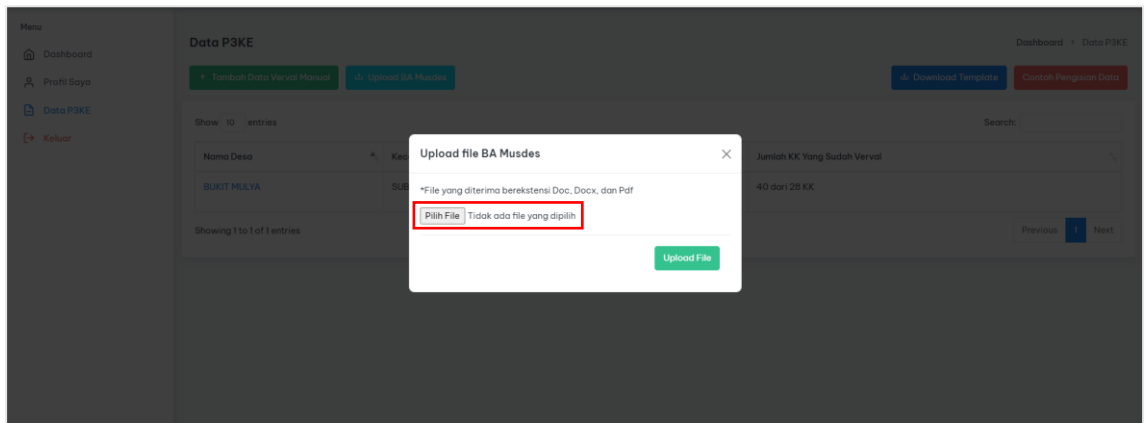 Menu
Dashboard
Profil Saya
Data P3KE
Keluar
Data P3KE
Dashboard > Data P3KE
+ Tambah Data Verval Manual
Upload BA Musdes
Download Template
Contoh Pengisian Data
Show 10 entries
Search:
Nama Desa
Kec
Jumlah KK Yang Sudah Verval
BUKIT MULYA
SUB
40 dari 28 KK
Showing 1 to 1 of 1 entries
Previous 1 Next
Upload file BA Musdes
*File yang diterima berekstensi Doc, Docx, dan Pdf
Pilih File Tidak ada file yang dipilih
Upload File